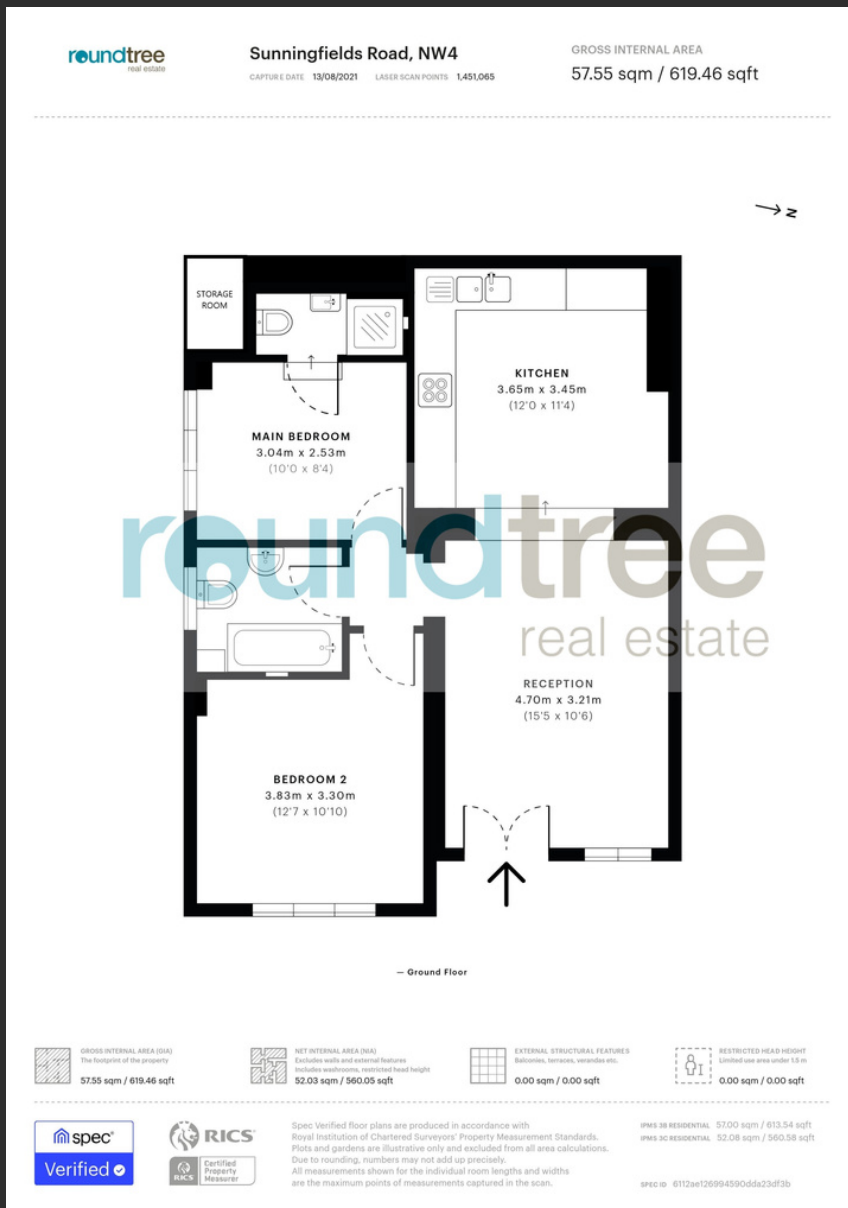 roundtree
real estate
Sunningfields Road, NW4
CAPTURE DATE 13/08/2021 LASER SCAN POINTS 1,451,065
GROSS INTERNAL AREA
57.55 sqm / 619.46 sqft
N
STORAGE
ROOM
KITCHEN
3.65m x 3.45m
(12'0 x 11'4)
MAIN BEDROOM
3.04m x 2.53m
(10'0 x 8'4)
roundtree
real estate
RECEPTION
4.70m x 3.21m
(15'5 x 10'6)
BEDROOM 2
3.83m x 3.30m
(12'7 x 10'10)
— Ground Floor
GROSS INTERNAL AREA (GIA)
The footprint of the property
57.55 sqm / 619.46 sqft
NET INTERNAL AREA (NIA)
Excludes walls and external features
Includes washrooms, restricted head height
52.03 sqm / 560.05 sqft
EXTERNAL STRUCTURAL FEATURES
Balconies, terraces, verandas etc.
0.00 sqm / 0.00 sqft
RESTRICTED HEAD HEIGHT
Limited use area under 1.5 m
0.00 sqm / 0.00 sqft
spec®
Verified
RICS®
RICS
Certified
Property
Measurer
Spec Verified floor plans are produced in accordance with
Royal Institution of Chartered Surveyors' Property Measurement Standards.
Plots and gardens are illustrative only and excluded from all area calculations.
Due to rounding, numbers may not add up precisely.
All measurements shown for the individual room lengths and widths
are the maximum points of measurements captured in the scan.
IPMS 3B RESIDENTIAL 57.00 sqm / 613.54 sqft
IPMS 3C RESIDENTIAL 52.08 sqm / 560.58 sqft
SPEC ID 6112ae126994590dda23df3b